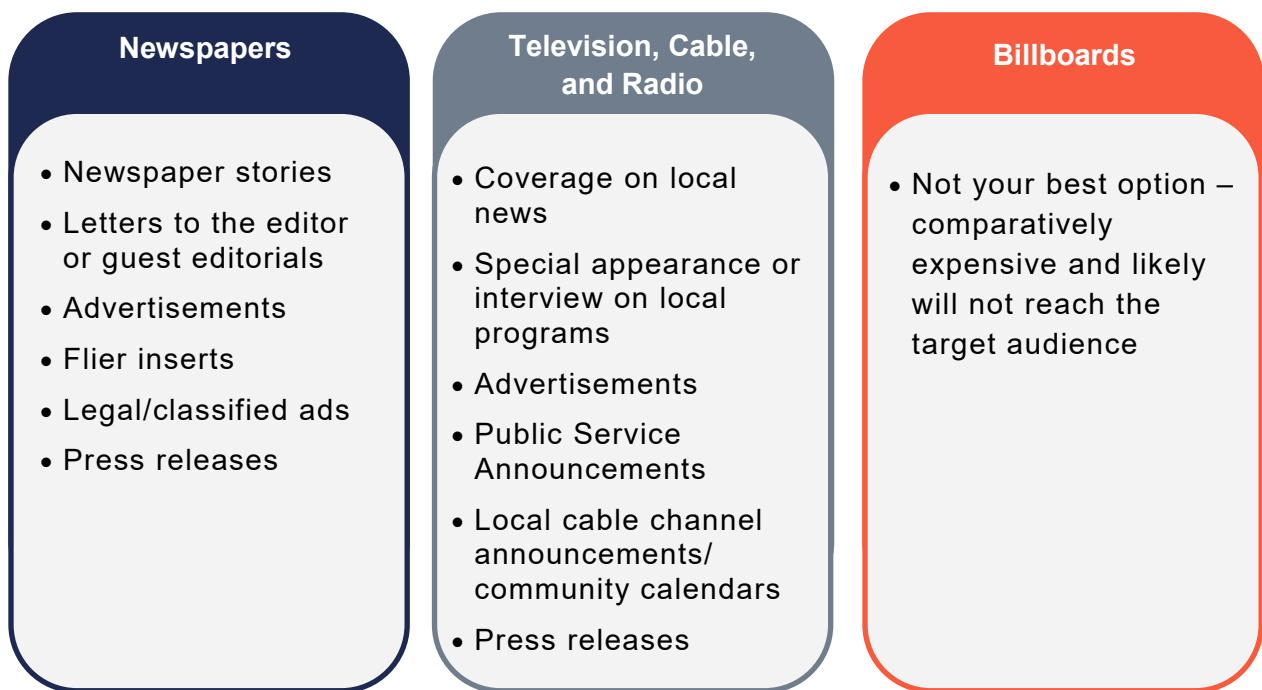 Newspapers
• Newspaper stories
• Letters to the editor
or guest editorials
• Advertisements
• Flier inserts
• Legal/classified ads
• Press releases
Television, Cable,
and Radio
• Coverage on local
news
• Special appearance or
interview on local
programs
• Advertisements
• Public Service
Announcements
• Local cable channel
announcements/
community calendars
• Press releases
Billboards
• Not your best option –
comparatively
expensive and likely
will not reach the
target audience